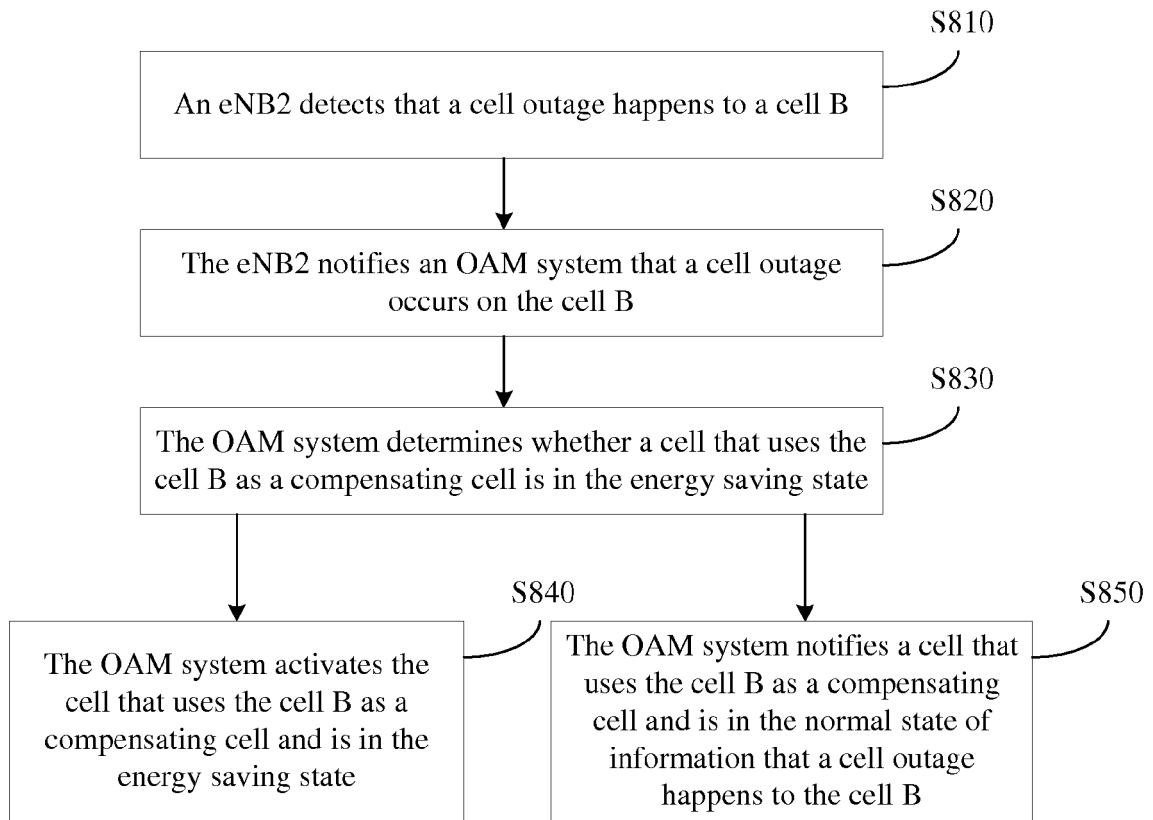 S810
An eNB2 detects that a cell outage happens to a cell B
S820
The eNB2 notifies an OAM system that a cell outage
occurs on the cell B
S830
The OAM system determines whether a cell that uses the
cell B as a compensating cell is in the energy saving state
S840
The OAM system activates the
cell that uses the cell B as a
compensating cell and is in the
energy saving state
S850
The OAM system notifies a cell that
uses the cell B as a compensating
cell and is in the normal state of
information that a cell outage
happens to the cell B